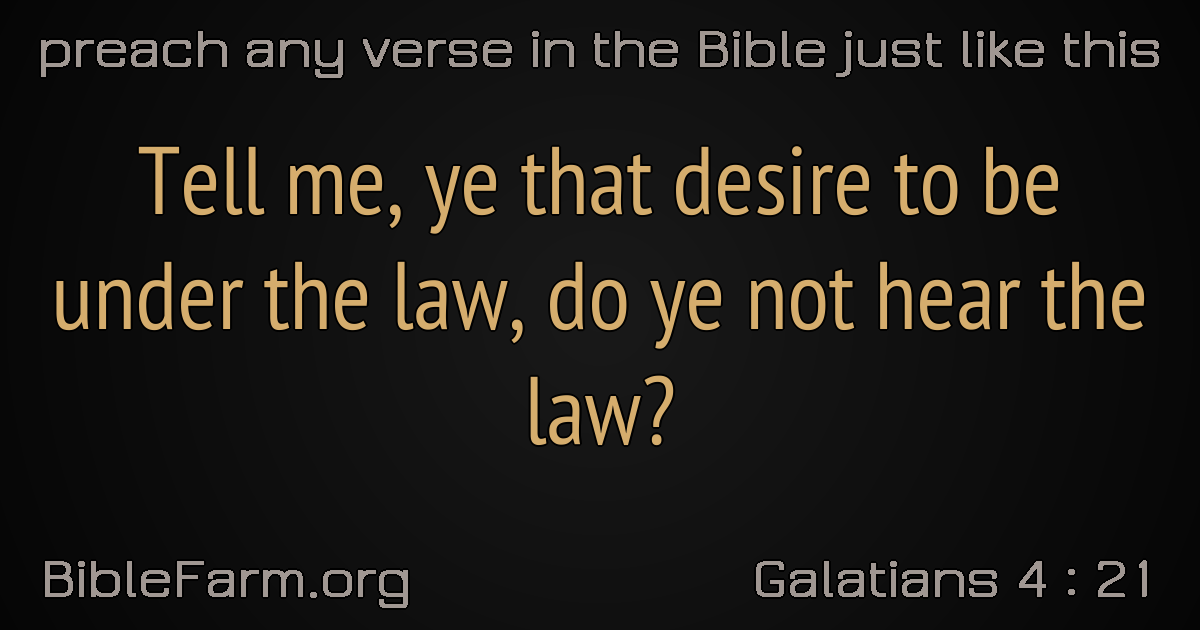 preach any verse in the Bible just like this
Tell me, ye that desire to be
under the law, do ye not hear the
law?
BibleFarm.org
Galatians 4 : 21